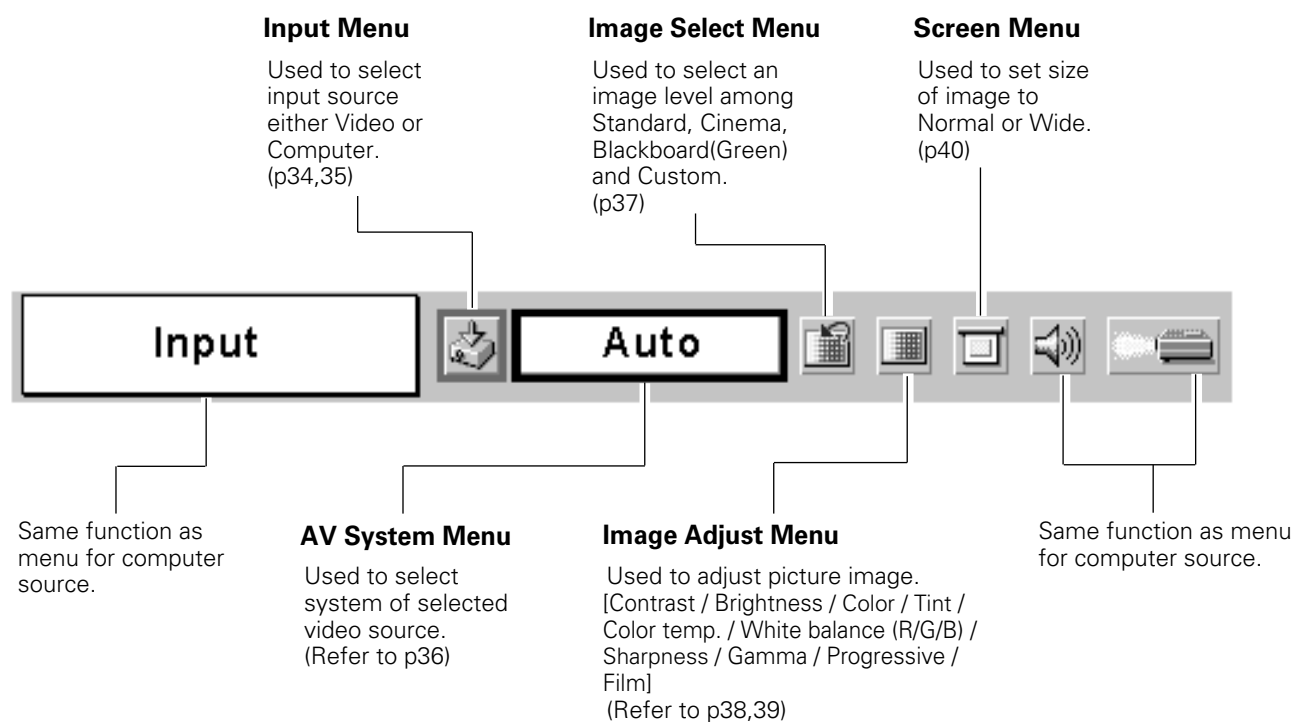 Input Menu
Used to select
input source
either Video or
Computer.
(p34,35)
Image Select Menu
Used to select an
image level among
Standard, Cinema,
Blackboard(Green)
and Custom.
(p37)
Screen Menu
Used to set size
of image to
Normal or Wide.
(p40)
Input
Auto
Same function as
menu for computer
source.
AV System Menu
Used to select
system of selected
video source.
(Refer to p36)
Image Adjust Menu
Used to adjust picture image.
[Contrast / Brightness / Color / Tint /
Color temp. / White balance (R/G/B) /
Sharpness / Gamma / Progressive /
Film]
(Refer to p38,39)
Same function as menu
for computer source.